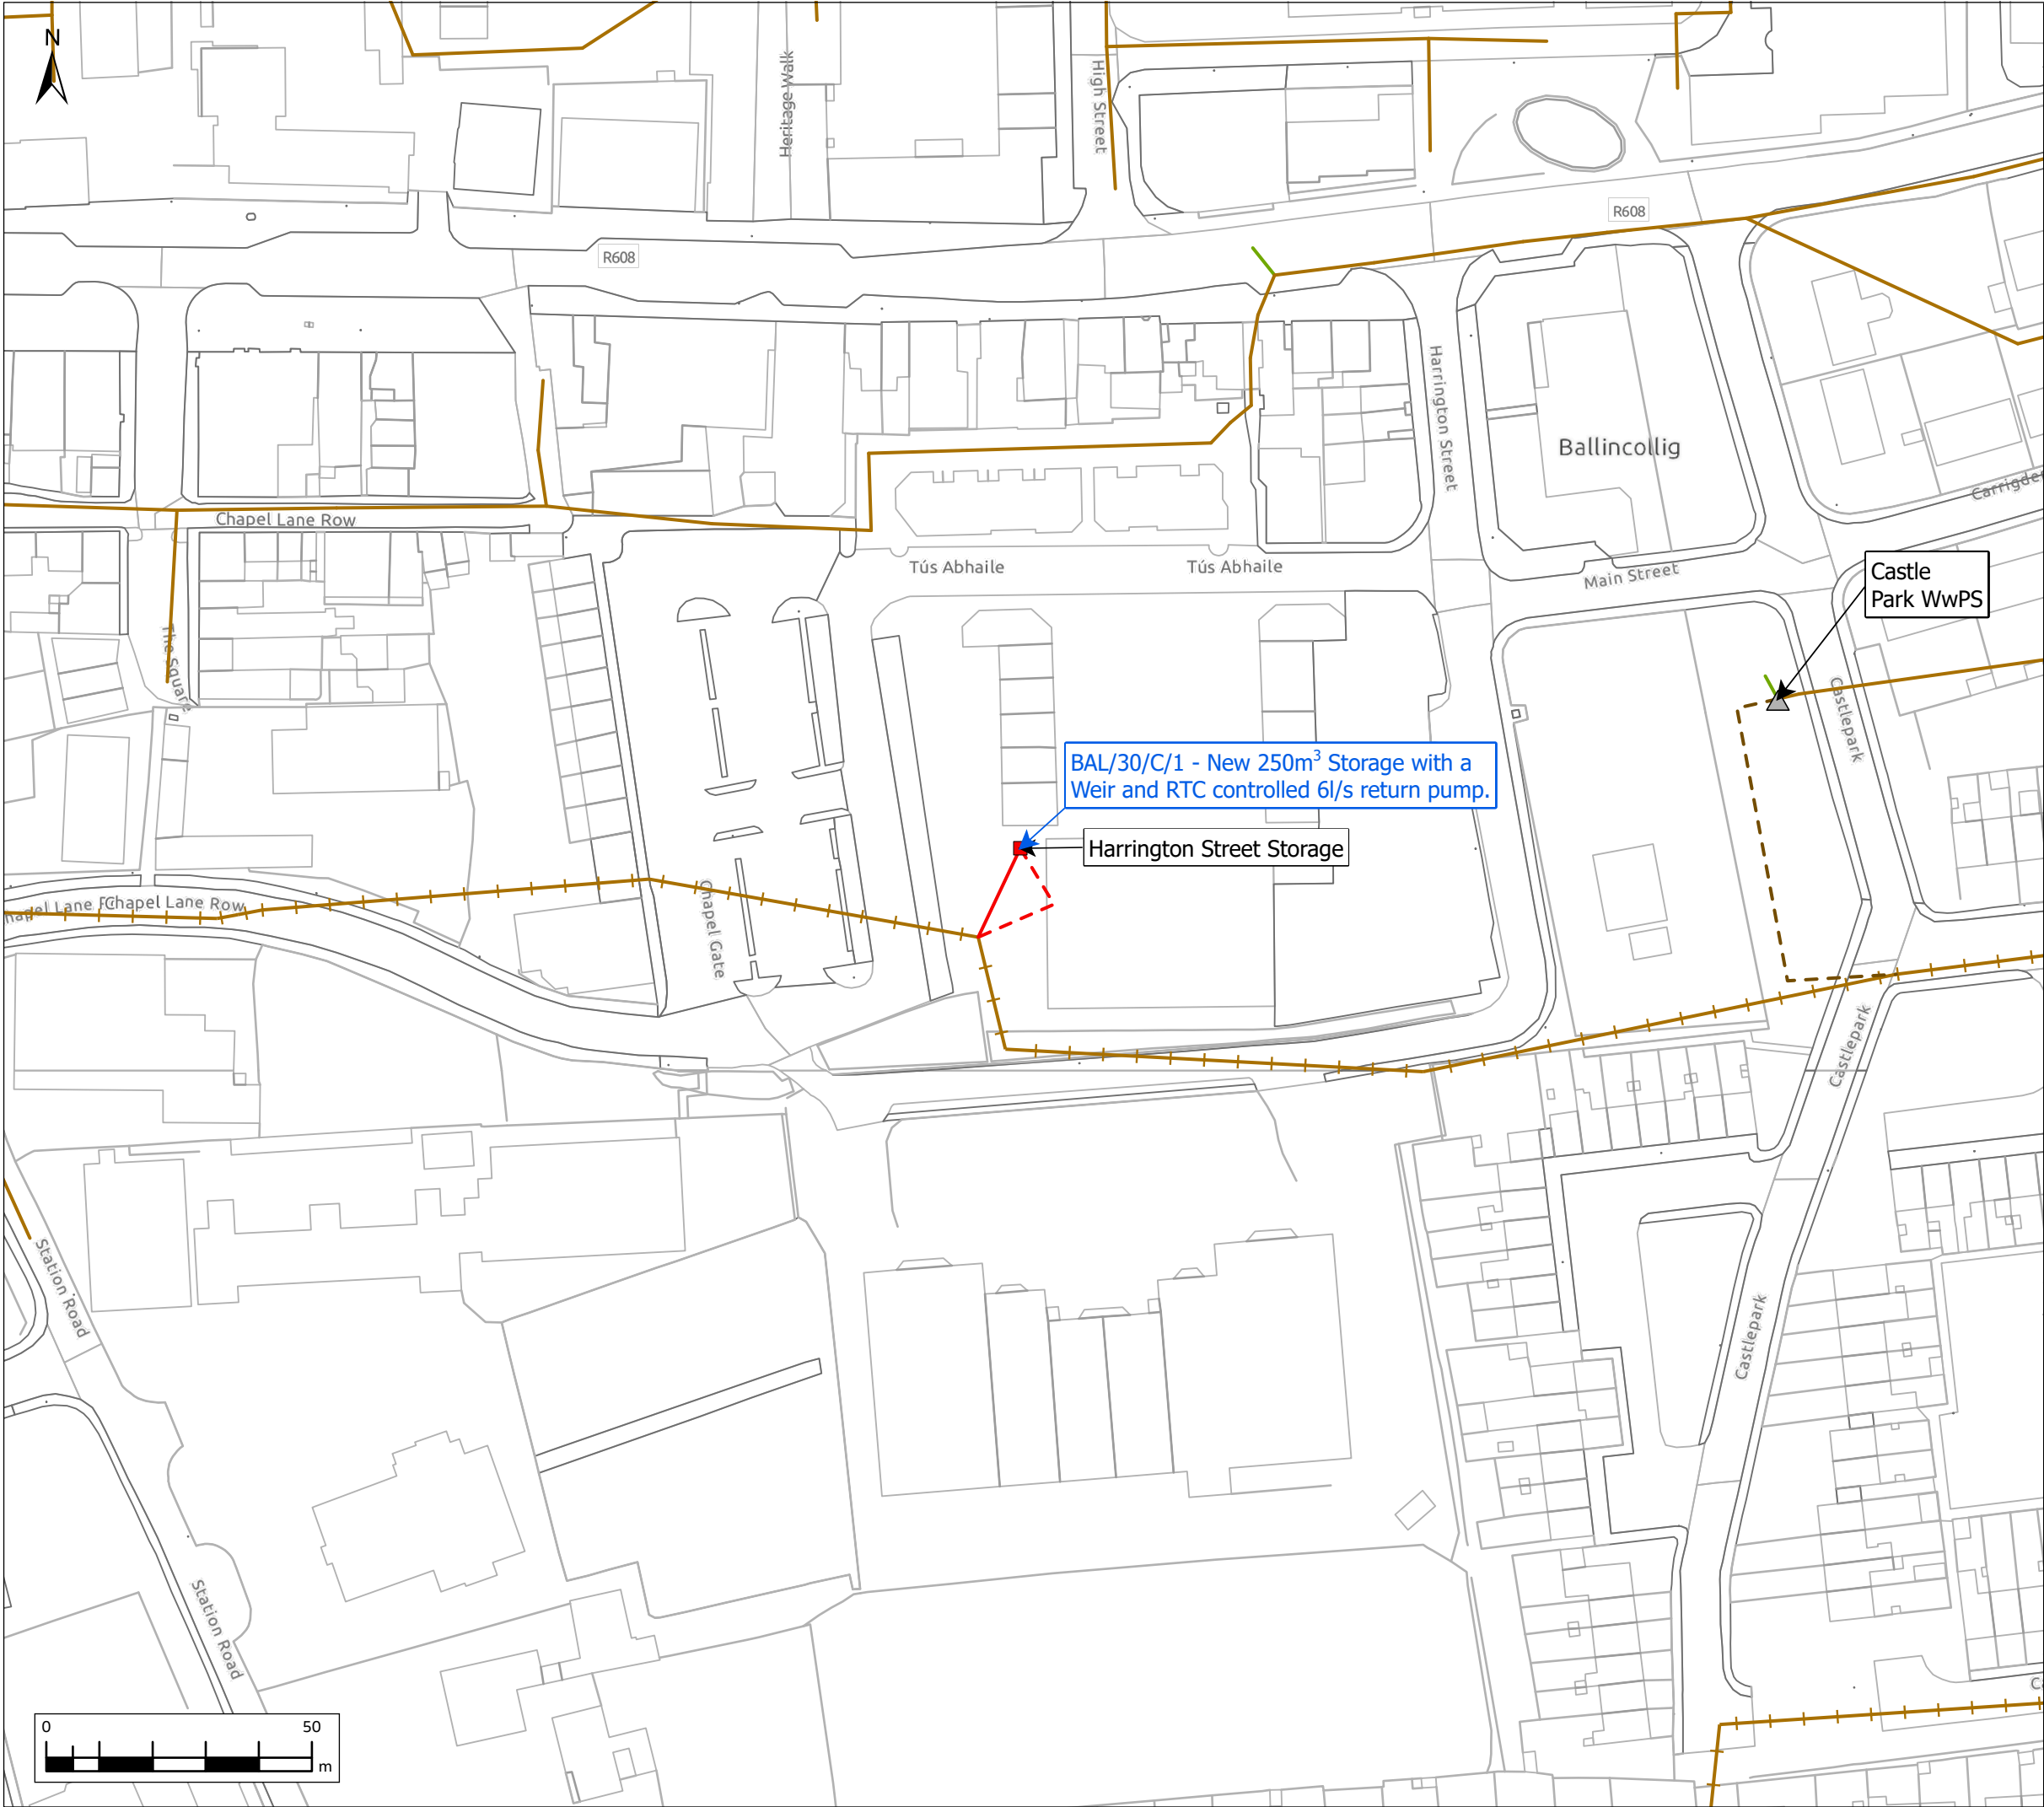 N
Heritage Walk
High Street
R608
R608
Harrington Street
Ballincollig
Chapel Lane Row
Tús Abhaile
Tús Abhaile
Main Street
Castle
Park WwPS
The Square
Castlepark
BAL/30/C/1 - New 250m³ Storage with a
Weir and RTC controlled 6l/s return pump.
Harrington Street Storage
Chapel Lane Row
Chapel Gate
Castlepark
Station Road
Castlepark
Station Road
0 50
m